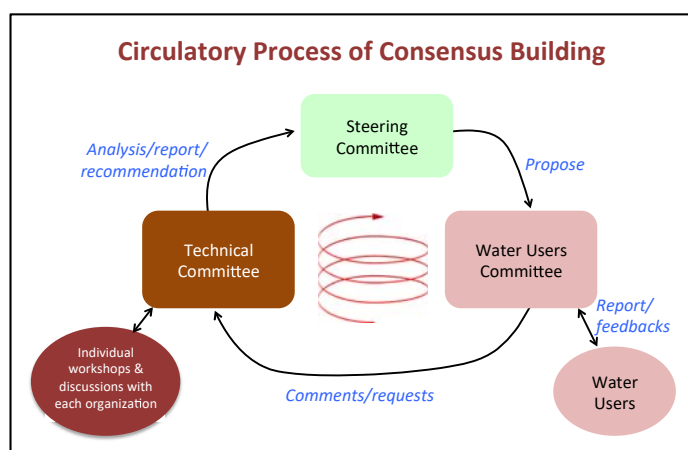 Circulatory Process of Consensus Building
Steering
Committee
Analysis/report/
recommendation
Propose
Technical
Committee
Water Users
Committee
Report/
feedbacks
Individual
workshops &
discussions with
each organization
Comments/requests
Water
Users